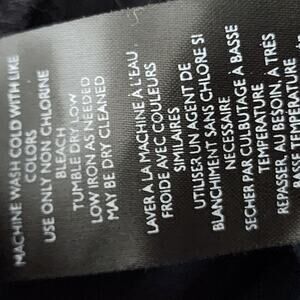 MACHINE WASH COLD WITH LIKE
COLORS
USE ONLY NON CHLORINE
BLEACH
TUMBLE DRY LOW
LOW IRON AS NEEDED
MAY BE DRY CLEANED
LAVER À LA MACHINE À L'EAU
FROIDE AVEC COULEURS
SIMILAIRES
UTILISER UN AGENT DE
BLANCHIMENT SANS CHLORE SI
NECESSAIRE
SECHER PAR CULBUTAGE À BASSE
TEMPÉRATURE
REPASSER, AU BESOIN, À TRÈS
BASSE TEMPÉRATURE